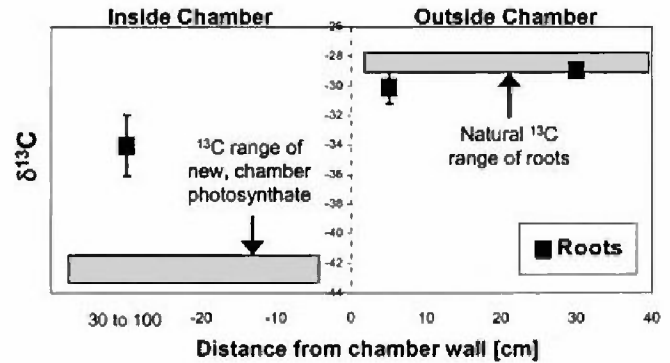 Inside Chamber
Outside Chamber
δ¹³C
-26
-28
-30
-32
-34
-36
-38
-40
-42
-44
¹³C range of
new, chamber
photosynthate
Natural ¹³C
range of roots
Roots
30 to 100 -20 -10 0 10 20 30 40
Distance from chamber wall [cm]